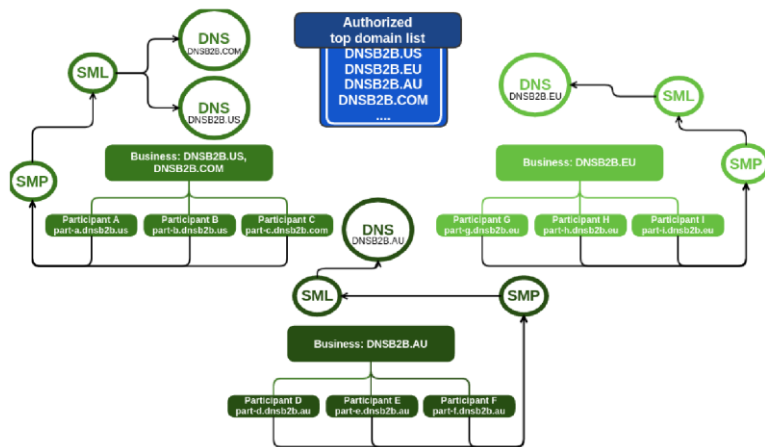 Authorized
top domain list
DNSB2B.US
DNSB2B.EU
DNSB2B.AU
DNSB2B.COM
....
DNS
DNSB2B.COM
SML
DNS
DNSB2B.US
SMP
Business: DNSB2B.US,
DNSB2B.COM
Participant A
part-a.dnsb2b.us
Participant B
part-b.dnsb2b.us
Participant C
part-c.dnsb2b.com
DNS
DNSB2B.EU
SML
SMP
Business: DNSB2B.EU
Participant G
part-g.dnsb2b.eu
Participant H
part-h.dnsb2b.eu
Participant I
part-i.dnsb2b.eu
DNS
DNSB2B.AU
SML
SMP
Business: DNSB2B.AU
Participant D
part-d.dnsb2b.au
Participant E
part-e.dnsb2b.au
Participant F
part-f.dnsb2b.au